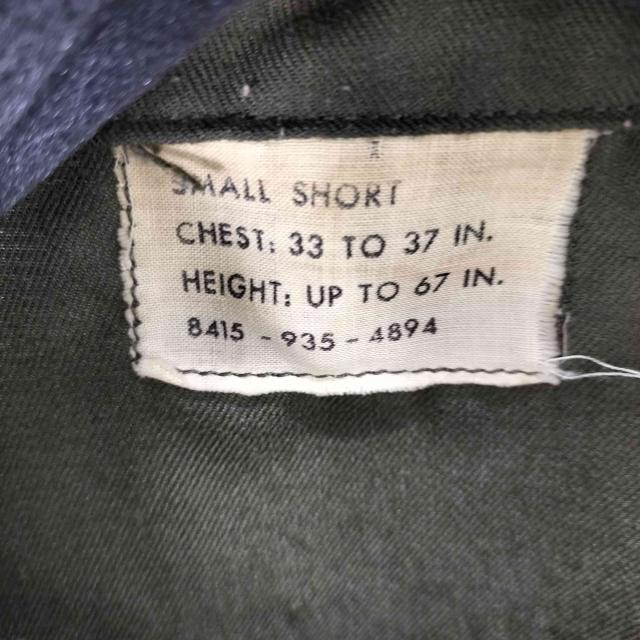 SMALL SHORT
CHEST: 33 TO 37 IN.
HEIGHT: UP TO 67 IN.
8415 - 935 - 4894